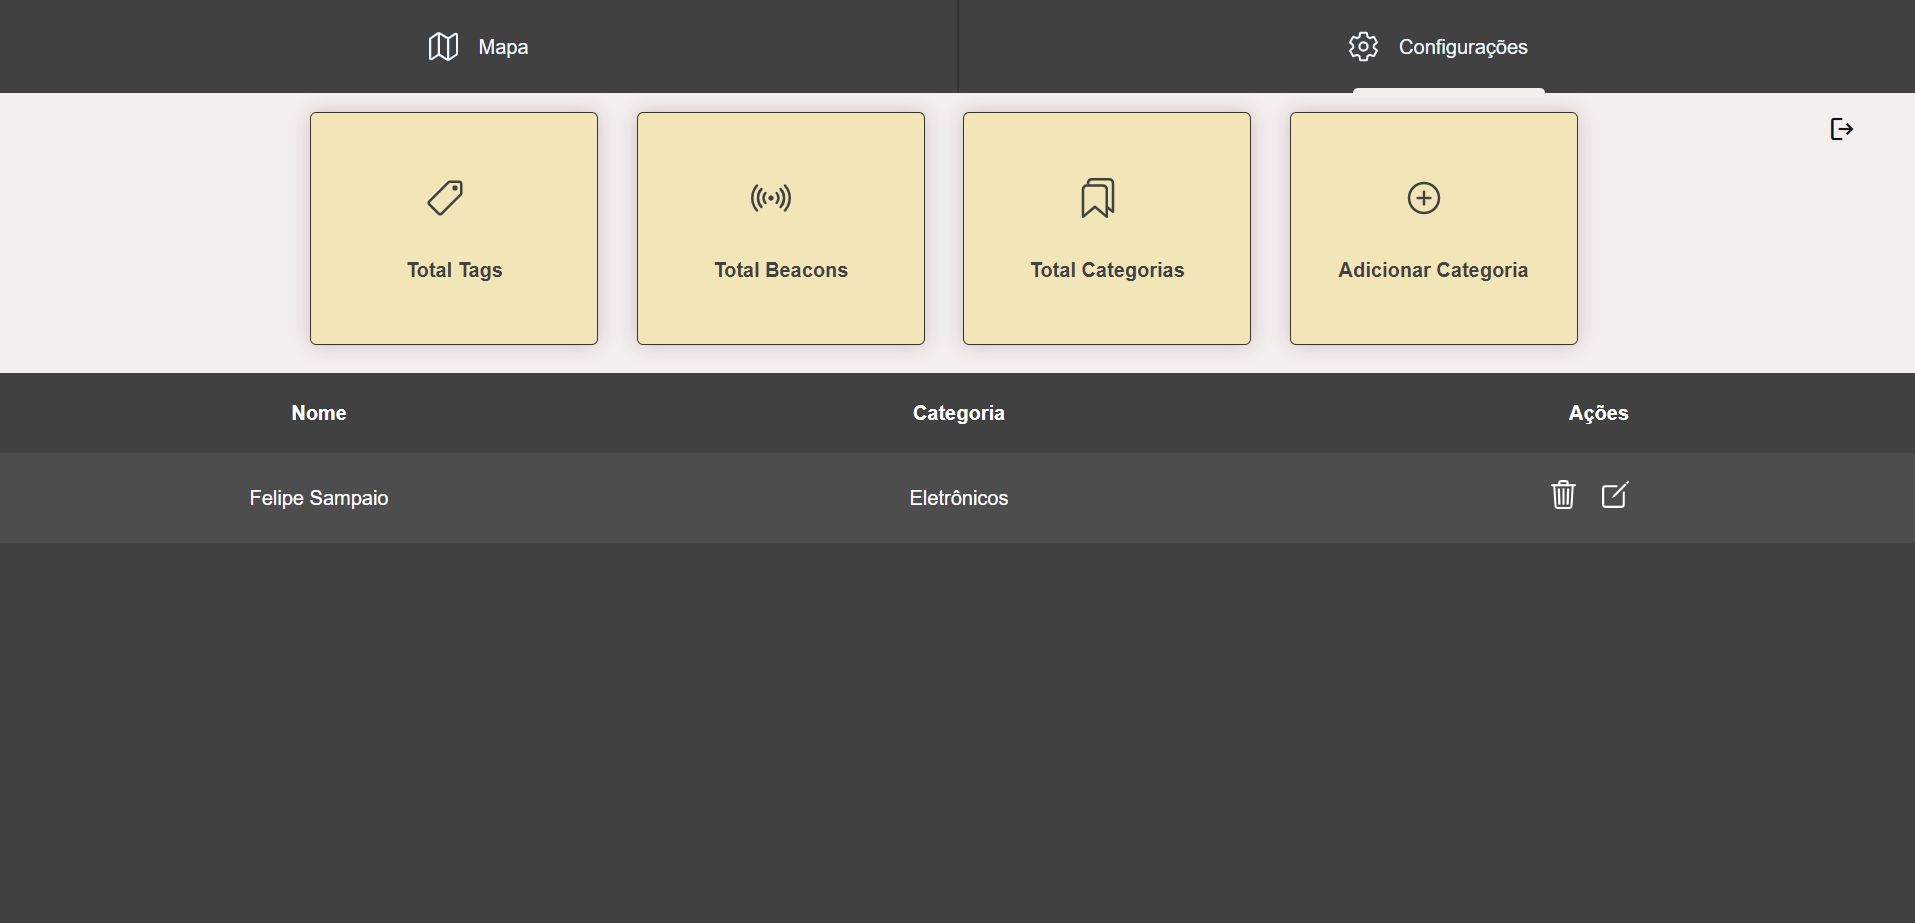 Mapa
Configurações
Total Tags
Total Beacons
Total Categorias
Adicionar Categoria
Nome
Categoria
Ações
Felipe Sampaio
Eletrônicos